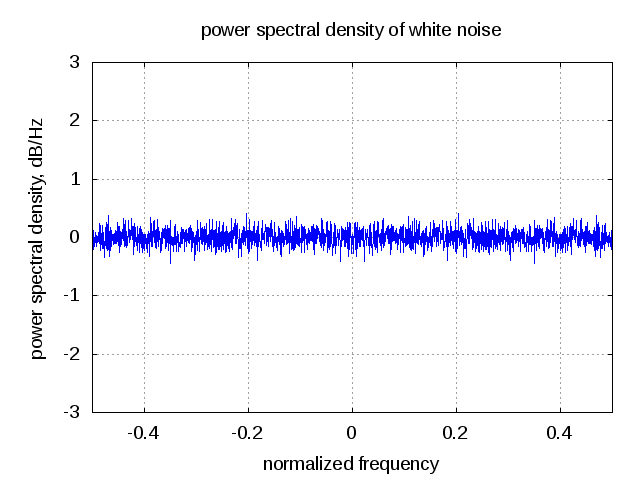 power spectral density of white noise
3
2
1
0
-1
-2
-3
power spectral density, dB/Hz
-0.4 -0.2 0 0.2 0.4
normalized frequency